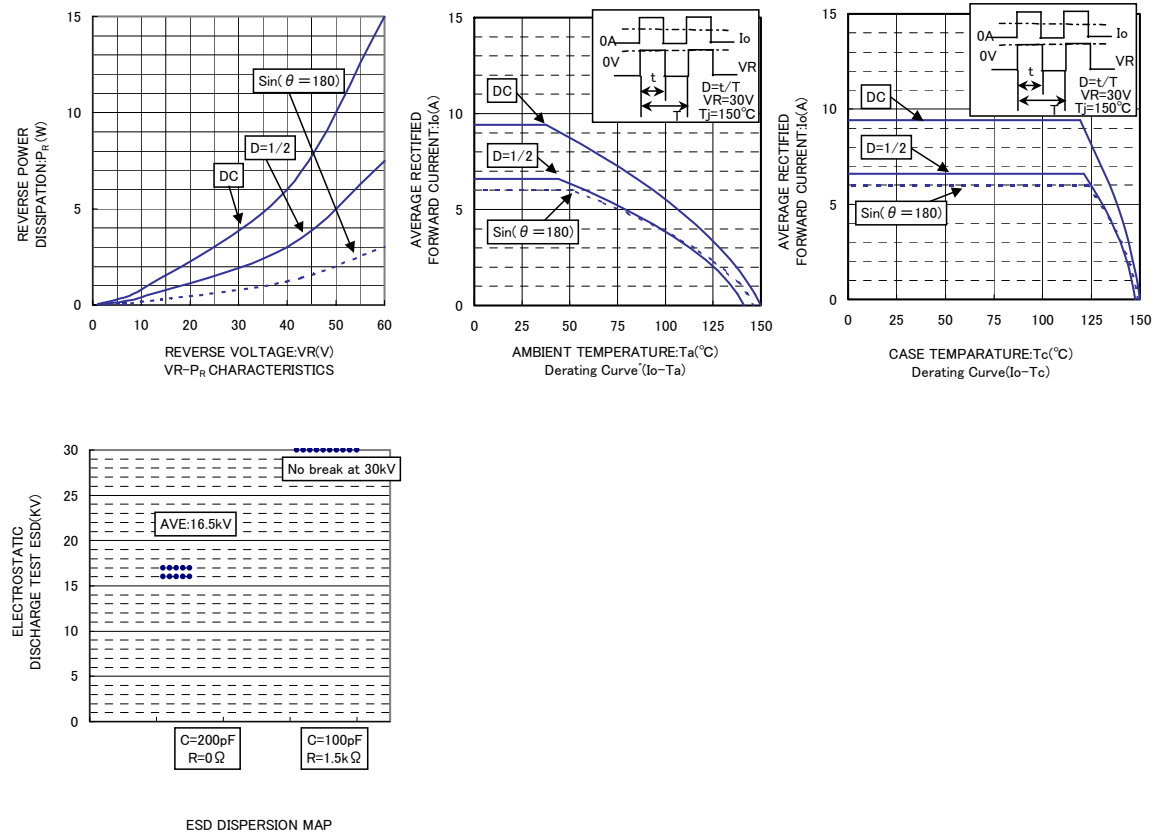 REVERSE POWER
DISSIPATION:PR (W)
15
10
5
0
0 10 20 30 40 50 60
Sin(θ=180)
D=1/2
DC
REVERSE VOLTAGE:VR(V)
VR-PR CHARACTERISTICS
AVERAGE RECTIFIED
FORWARD CURRENT:Io(A)
15
10
5
0
0 25 50 75 100 125 150
DC
D=1/2
Sin(θ=180)
0A
Io
0V
VR
t
T
D=t/T
VR=30V
Tj=150°C
AMBIENT TEMPERATURE:Ta(°C)
Derating Curve"(Io-Ta)
AVERAGE RECTIFIED
FORWARD CURRENT:Io(A)
15
10
5
0
0 25 50 75 100 125 150
DC
D=1/2
Sin(θ=180)
0A
Io
0V
VR
t
T
D=t/T
VR=30V
Tj=150°C
CASE TEMPARATURE:Tc(°C)
Derating Curve(Io-Tc)
ELECTROSTATIC
DISCHARGE TEST ESD(KV)
30
25
20
15
10
5
0
No break at 30kV
AVE:16.5kV
C=200pF
R=0Ω
C=100pF
R=1.5kΩ
ESD DISPERSION MAP